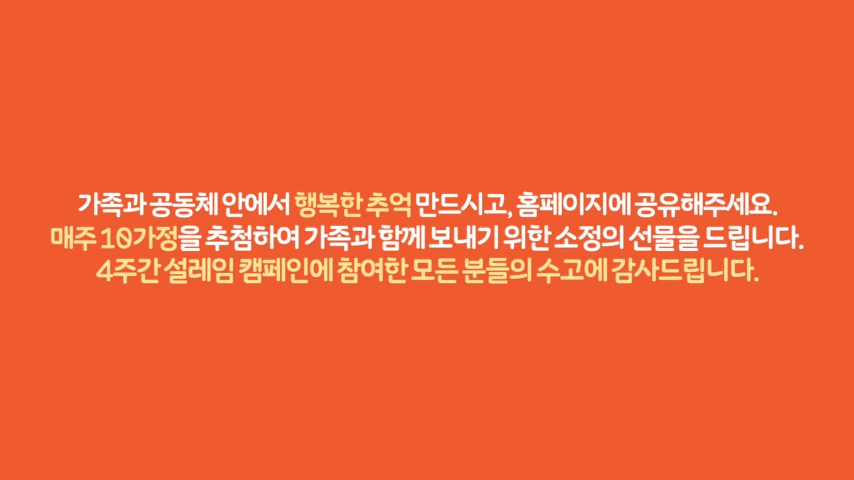 가족과 공동체 안에서 행복한 추억 만드시고, 홈페이지에 공유해주세요.
매주 10가정을 추첨하여 가족과 함께 보내기 위한 소정의 선물을 드립니다.
4주간 설레임 캠페인에 참여한 모든 분들의 수고에 감사드립니다.